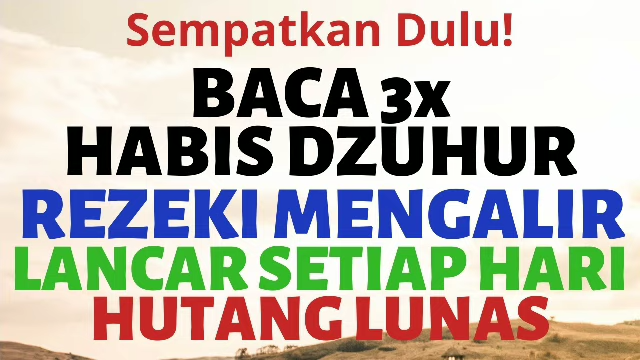 Sempatkan Dulu!
BACA 3x
HABIS DZUHUR
REZEKI MENGALIR
LANCAR SETIAP HARI
HUTANG LUNAS